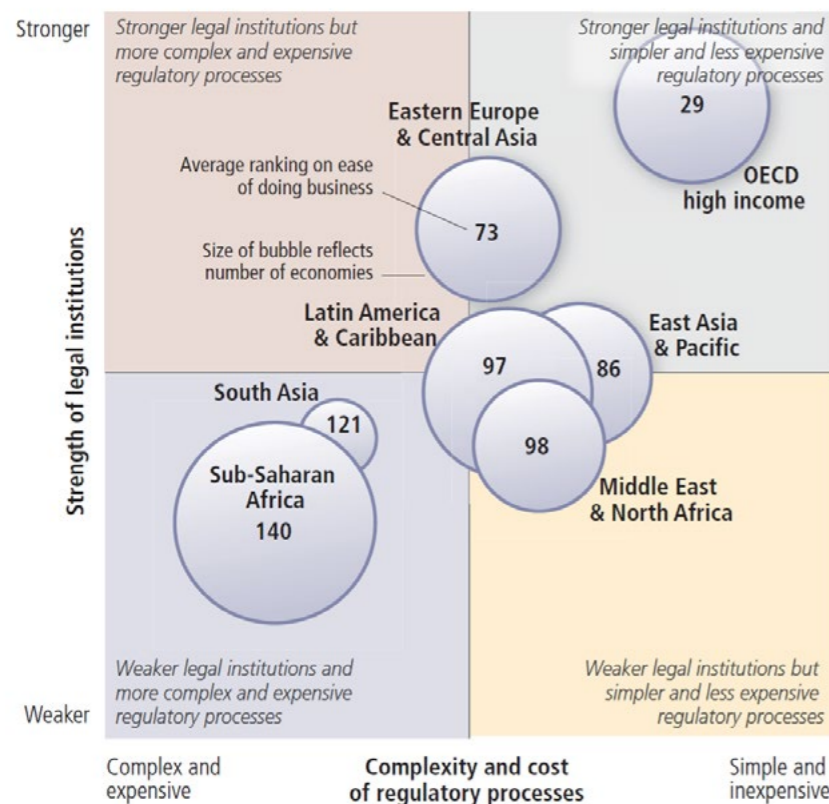 Stronger
Stronger legal institutions but
more complex and expensive
regulatory processes
Stronger legal institutions and
simpler and less expensive
regulatory processes
29
OECD
high income
Eastern Europe
& Central Asia
Average ranking on ease
of doing business
73
Size of bubble reflects
number of economies
Latin America
& Caribbean
97
East Asia
& Pacific
86
Strength of legal institutions
South Asia
121
98
Middle East
& North Africa
Sub-Saharan
Africa
140
Weaker legal institutions and
more complex and expensive
regulatory processes
Weaker legal institutions but
simpler and less expensive
regulatory processes
Weaker
Complex and
expensive
Complexity and cost
of regulatory processes
Simple and
inexpensive